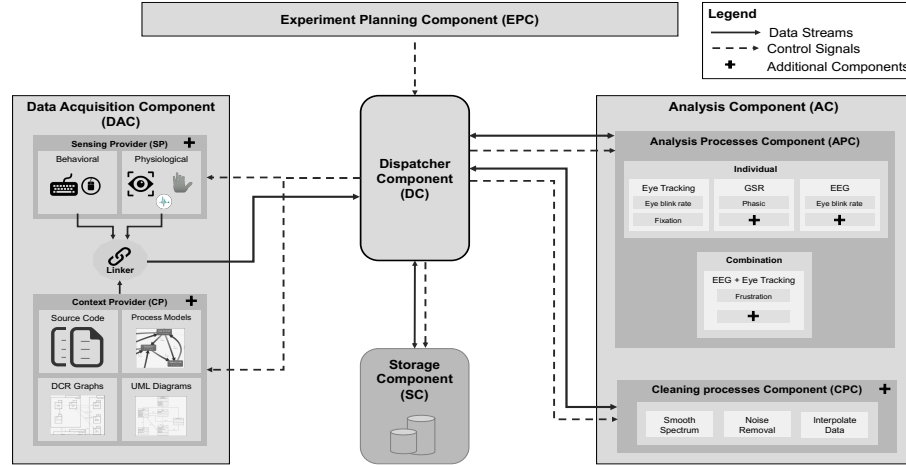 Experiment Planning Component (EPC)
Legend
Data Streams
Control Signals
Additional Components
Data Acquisition Component
(DAC)
Sensing Provider (SP)
Behavioral
Physiological
Linker
Context Provider (CP)
Source Code
Process Models
DCR Graphs
UML Diagrams
Dispatcher
Component
(DC)
Storage
Component
(SC)
Analysis Component (AC)
Analysis Processes Component (APC)
Individual
Eye Tracking
Eye blink rate
Fixation
GSR
Phasic
EEG
Eye blink rate
Combination
EEG + Eye Tracking
Frustration
Cleaning processes Component (CPC)
Smooth
Spectrum
Noise
Removal
Interpolate
Data